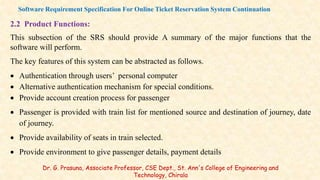 Software Requirement Specification For Online Ticket Reservation System Continuation
2.2 Product Functions:
This subsection of the SRS should provide A summary of the major functions that the
software will perform.
The key features of this system can be abstracted as follows.
• Authentication through users’ personal computer
• Alternative authentication mechanism for special conditions.
• Provide account creation process for passenger
• Passenger is provided with train list for mentioned source and destination of journey, date
of journey.
• Provide availability of seats in train selected.
• Provide environment to give passenger details, payment details
Dr. G. Prasuna, Associate Professor, CSE Dept., St. Ann's College of Engineering and
Technology, Chirala